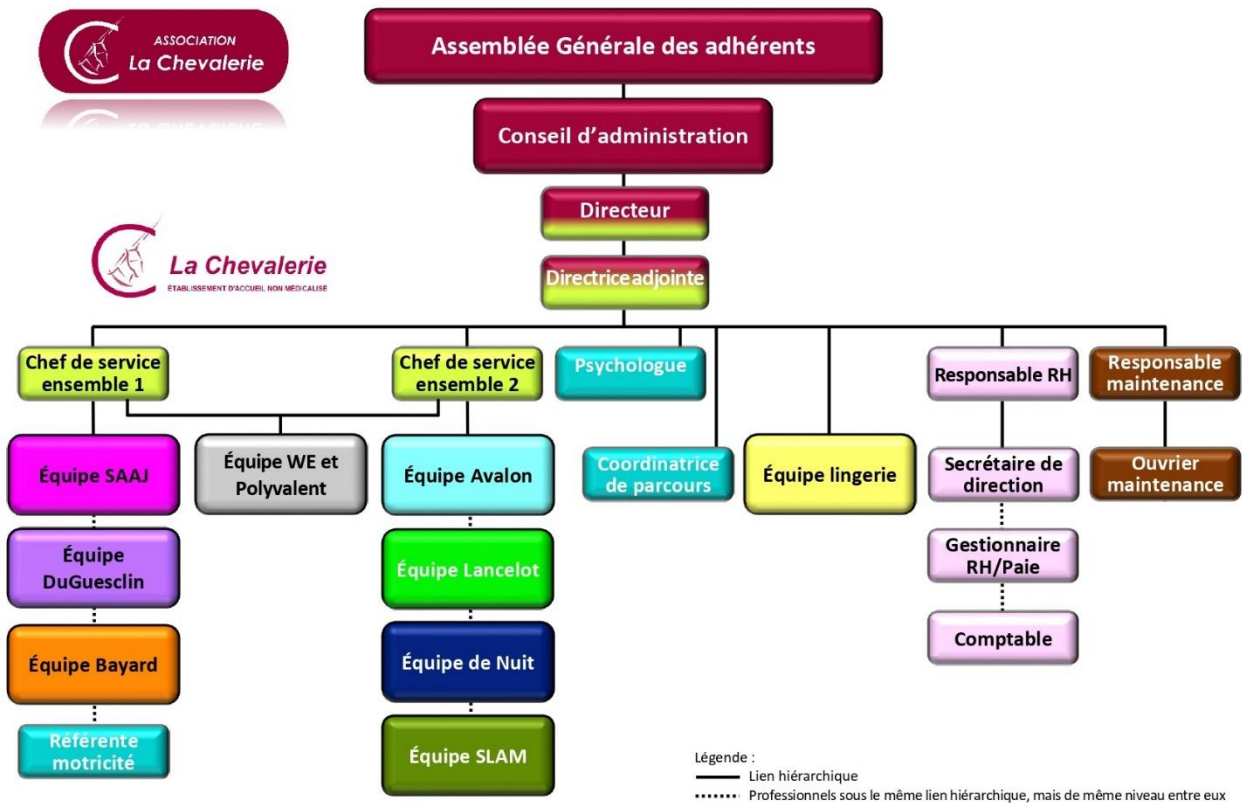 ASSOCIATION
La Chevalerie
Assemblée Générale des adhérents
Conseil d'administration
Directeur
La Chevalerie
ÉTABLISSEMENT D'ACCUEIL NON MÉDICALISÉ
Directrice adjointe
Chef de service
ensemble 1
Chef de service
ensemble 2
Psychologue
Responsable RH
Responsable
maintenance
Équipe SAAJ
Équipe WE et
Polyvalent
Équipe Avalon
Coordinatrice
de parcours
Équipe lingerie
Secrétaire de
direction
Ouvrier
maintenance
Équipe
DuGuesclin
Équipe Lancelot
Gestionnaire
RH/Paie
Équipe Bayard
Équipe de Nuit
Comptable
Référente
motricité
Équipe SLAM
Légende :
Lien hiérarchique
Professionnels sous le même lien hiérarchique, mais de même niveau entre eux